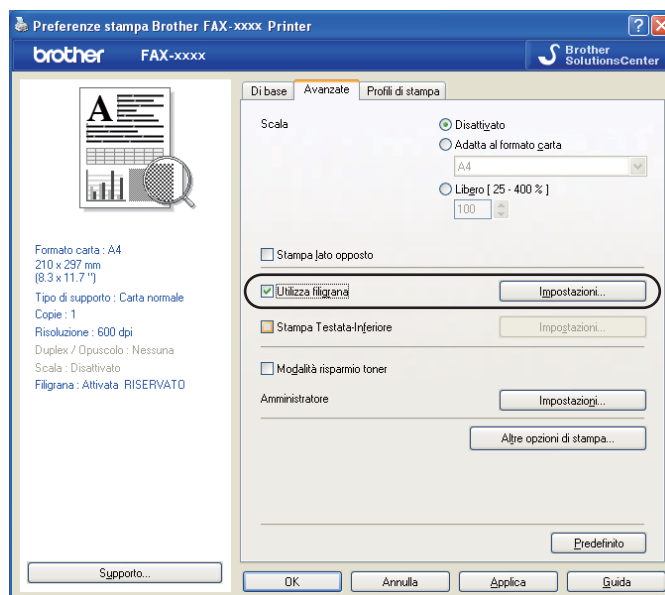 Preferenze stampa Brother FAX-xxxx Printer
brother FAX-xxxx
Brother
SolutionsCenter
A
Formato carta : A4
210 x 297 mm
(8.3 x 11.7 ")
Tipo di supporto : Carta normale
Copie : 1
Risoluzione : 600 dpi
Duplex / Opuscolo : Nessuna
Scala : Disattivato
Filigrana : Attivata RISERVATO
Supporto...
Di base Avanzate Profili di stampa
Scala
Disattivato
Adatta al formato carta
A4
Libero [ 25 - 400 % ]
100
Stampa lato opposto
Utilizza filigrana Impostazioni...
Stampa Testata-Inferiore Impostazioni...
Modalità risparmio toner
Amministratore Impostazioni...
Altre opzioni di stampa...
Predefinito
OK Annulla Applica Guida